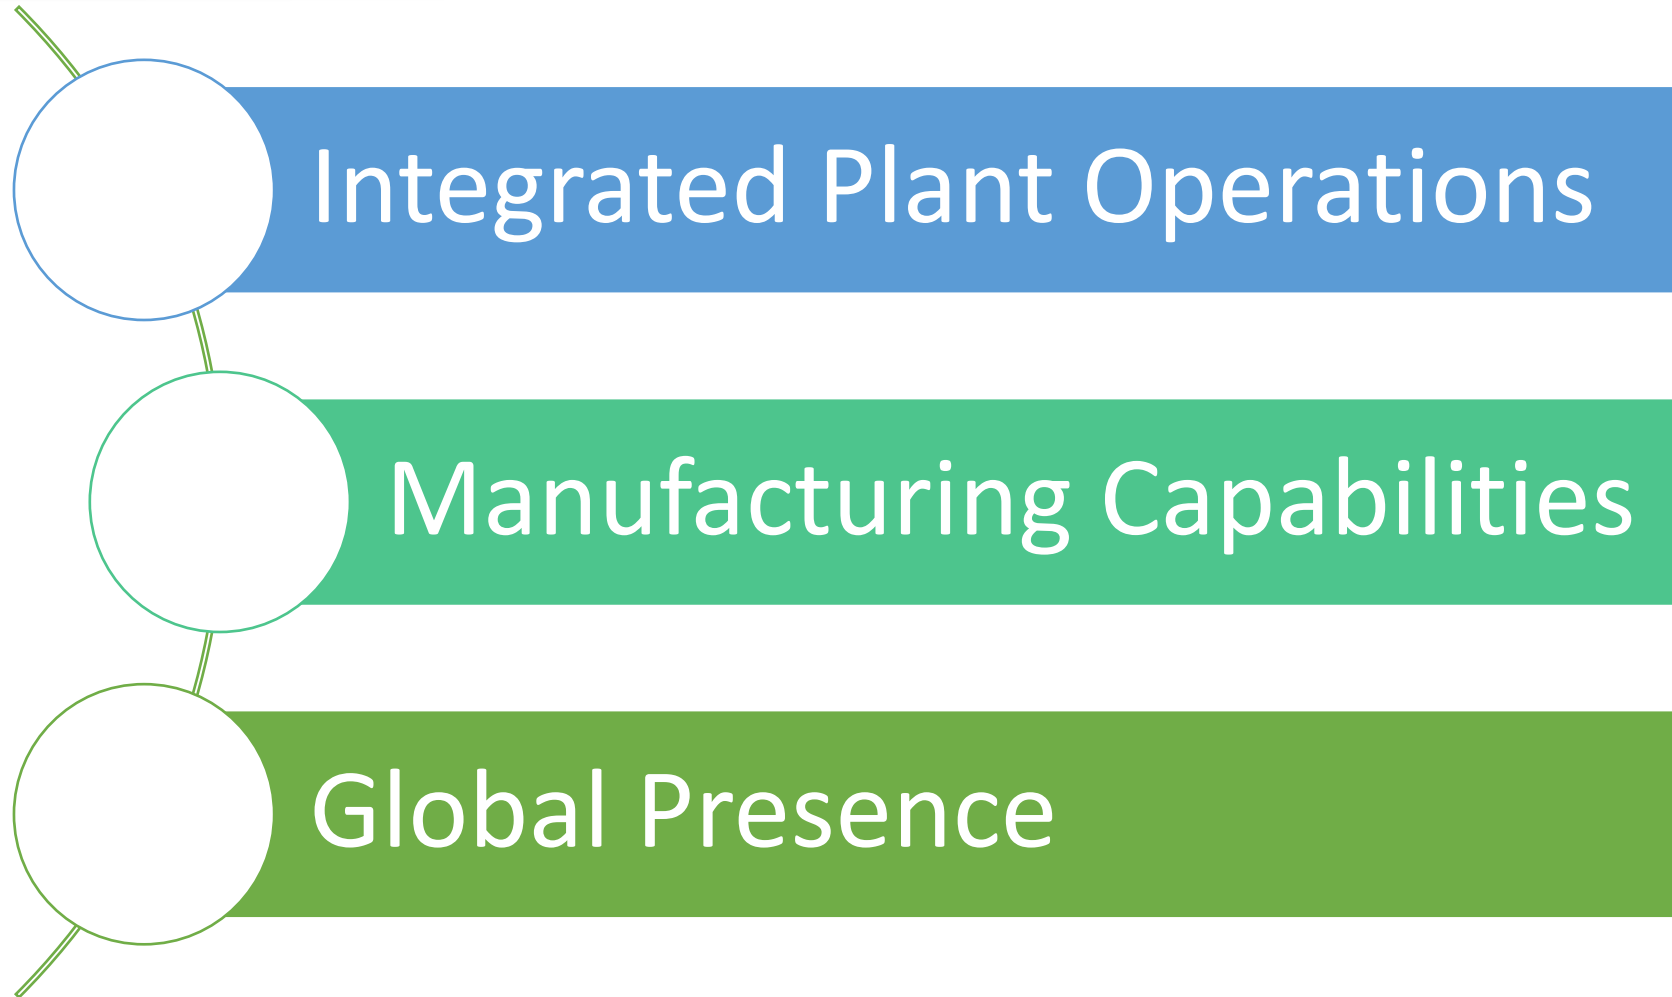 Integrated Plant Operations
Manufacturing Capabilities
Global Presence